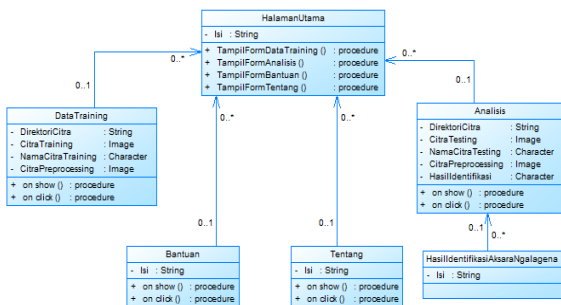 HalamanUtama
- Isi : String
+ TampilFormDataTraining () : procedure
+ TampilFormAnalisis () : procedure
+ TampilFormBantuan () : procedure
+ TampilFormTentang () : procedure
0..*
0..*
0..*
0..*
0..1
0..1
DataTraining
- DirektoriCitra : String
- CitraTraining : Image
- NamaCitraTraining : Character
- CitraPreprocessing : Image
+ on show () : procedure
+ on click () : procedure
Analisis
- DirektoriCitra : String
- CitraTesting : Image
- NamaCitraTesting : Character
- CitraPreprocessing : Image
- HasilIdentifikasi : Character
+ on show () : procedure
+ on click () : procedure
0..1
0..1
0..1
0..*
Bantuan
- Isi : String
+ on show () : procedure
+ on click () : procedure
Tentang
- Isi : String
+ on show () : procedure
+ on click () : procedure
HasilIdentifikasiAksaraNgalagena
- Isi : String